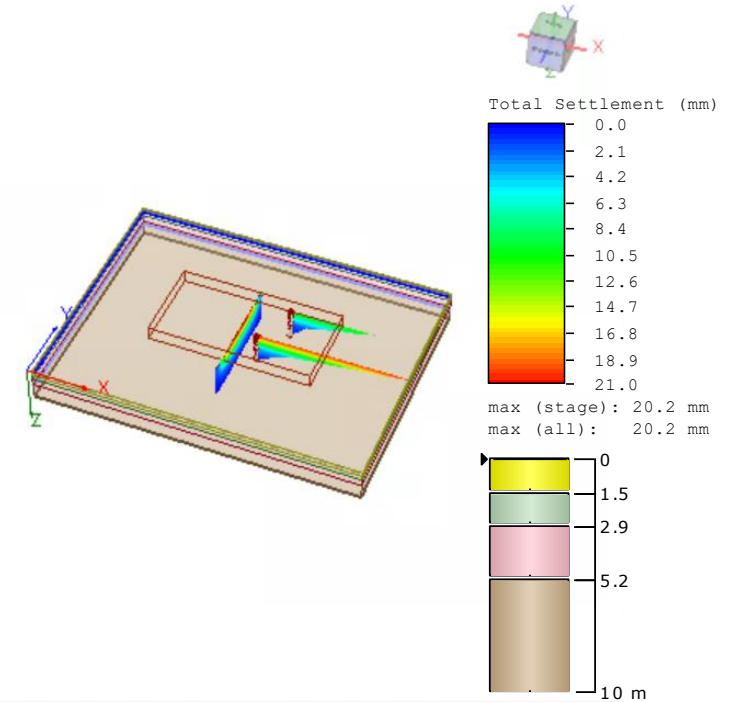 Y
X
Z
Total Settlement (mm)
0.0
2.1
4.2
6.3
8.4
10.5
12.6
14.7
16.8
18.9
21.0
max (stage): 20.2 mm
max (all): 20.2 mm
Y
X
Z
0
1.5
2.9
5.2
10 m